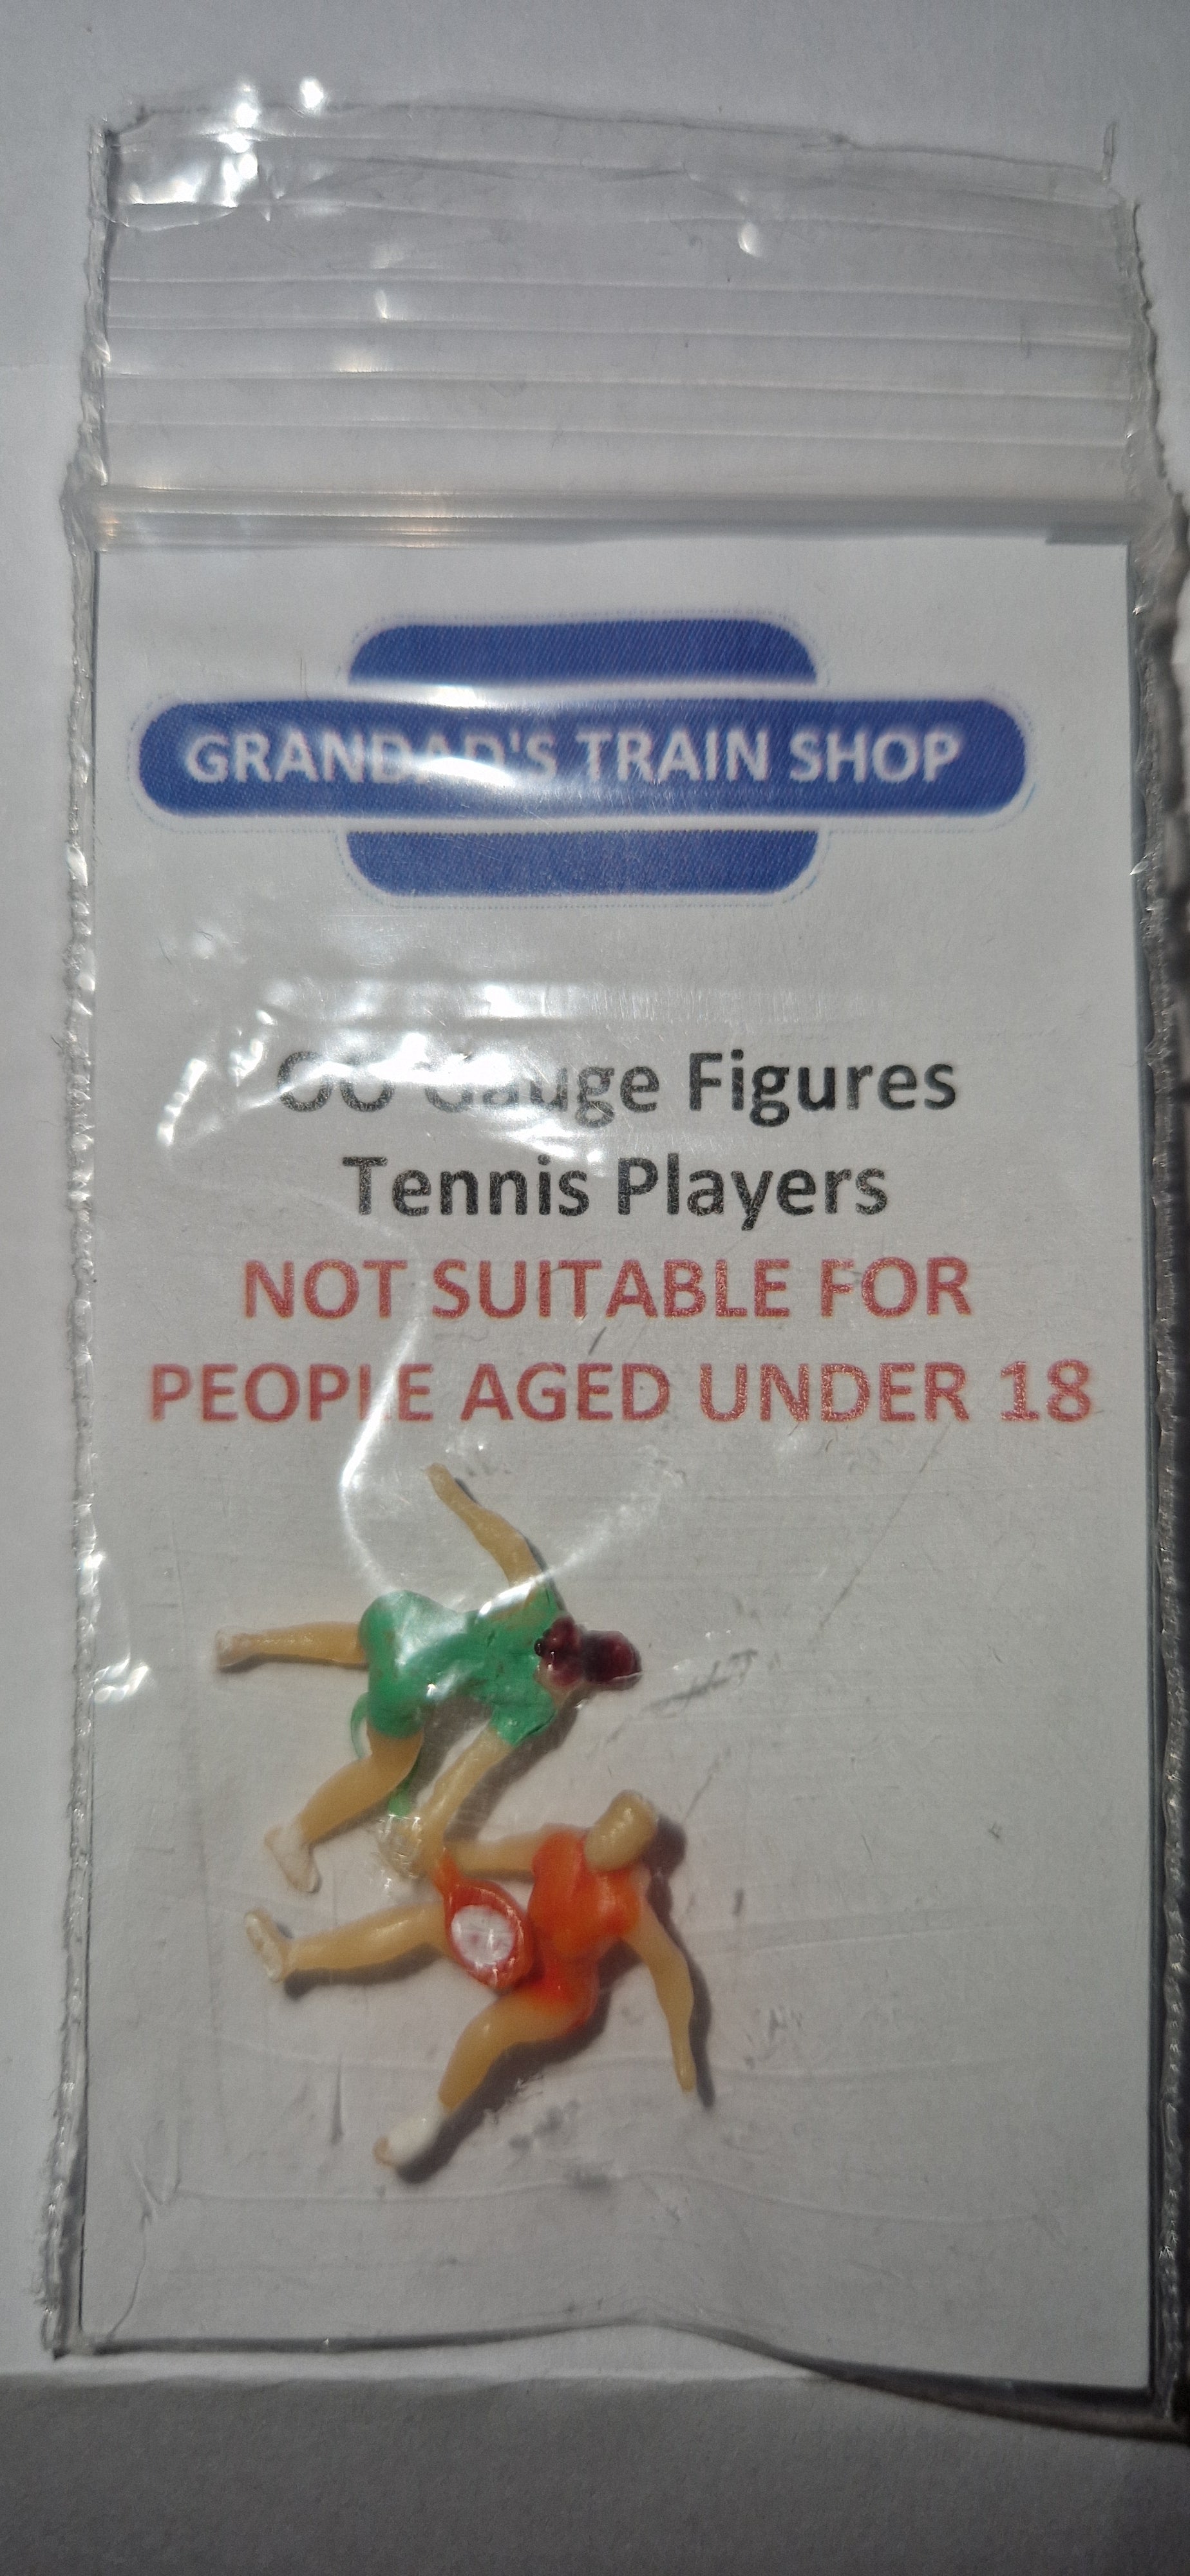 GRANDAD'S TRAIN SHOP
OO Gauge Figures
Tennis Players
NOT SUITABLE FOR
PEOPLE AGED UNDER 18